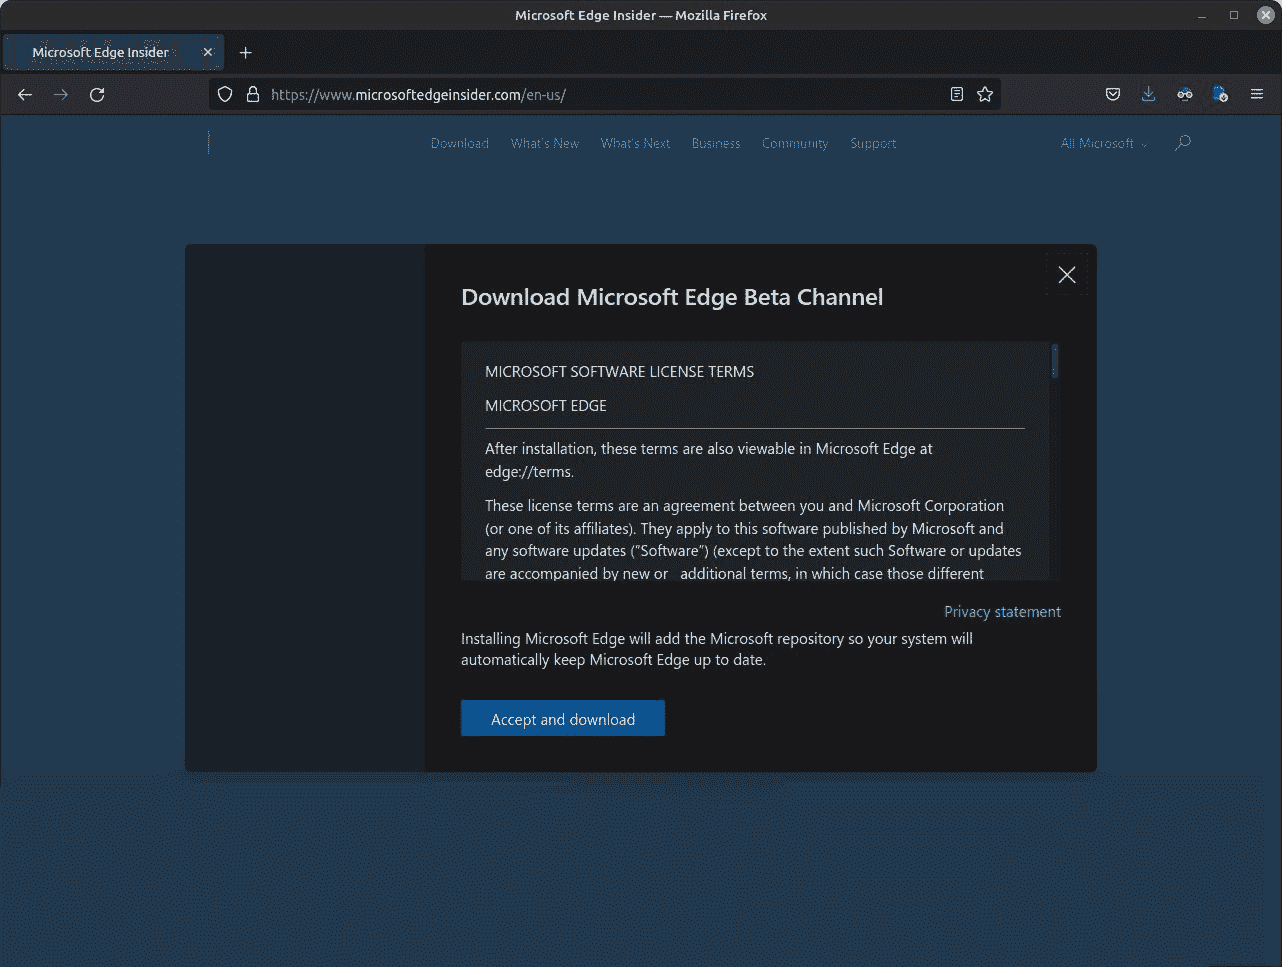 Microsoft Edge Insider — Mozilla Firefox
Microsoft Edge Insider
https://www.microsoftedgeinsider.com/en-us/
Download What's New What's Next Business Community Support All Microsoft
Download Microsoft Edge Beta Channel
MICROSOFT SOFTWARE LICENSE TERMS
MICROSOFT EDGE
After installation, these terms are also viewable in Microsoft Edge at
edge://terms.
These license terms are an agreement between you and Microsoft Corporation
(or one of its affiliates). They apply to this software published by Microsoft and
any software updates (“Software”) (except to the extent such Software or updates
are accompanied by new or   additional terms, in which case those different
Privacy statement
Installing Microsoft Edge will add the Microsoft repository so your system will
automatically keep Microsoft Edge up to date.
Accept and download